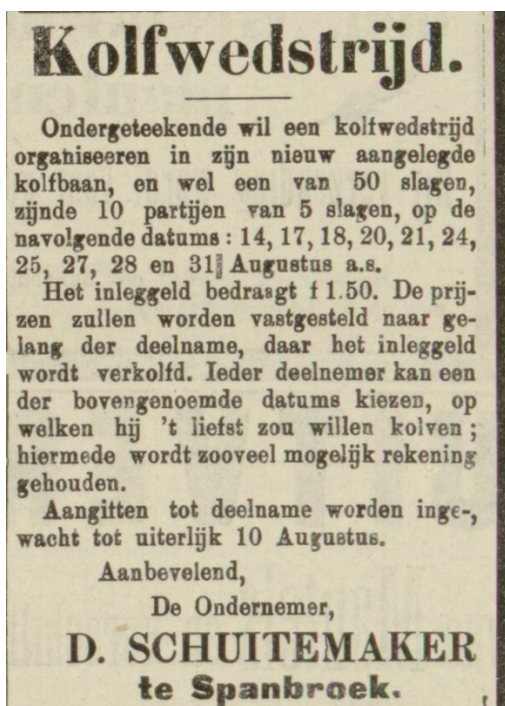 Kolfwedstrijd.
Ondergeteekende wil een kolfwedstrijd
organiseeren in zijn nieuw aangelegde
kolfbaan, en wel een van 50 slagen,
zijnde 10 partijen van 5 slagen, op de
navolgende datums: 14, 17, 18, 20, 21, 24,
25, 27, 28 en 31 Augustus a.s.
Het inleggeld bedraagt f 1.50. De prij-
zen zullen worden vastgesteld naar ge-
lang der deelname, daar het inleggeld
wordt verkolfd. Ieder deelnemer kan een
der bovengenoemde datums kiezen, op
welken hij 't liefst zou willen kolven;
hiermede wordt zooveel mogelijk rekening
gehouden.
Aangitten tot deelname worden inge-,
wacht tot uiterlijk 10 Augustus.
Aanbevelend,
De Ondernemer,
D. SCHUITEMAKER
te Spanbroek.